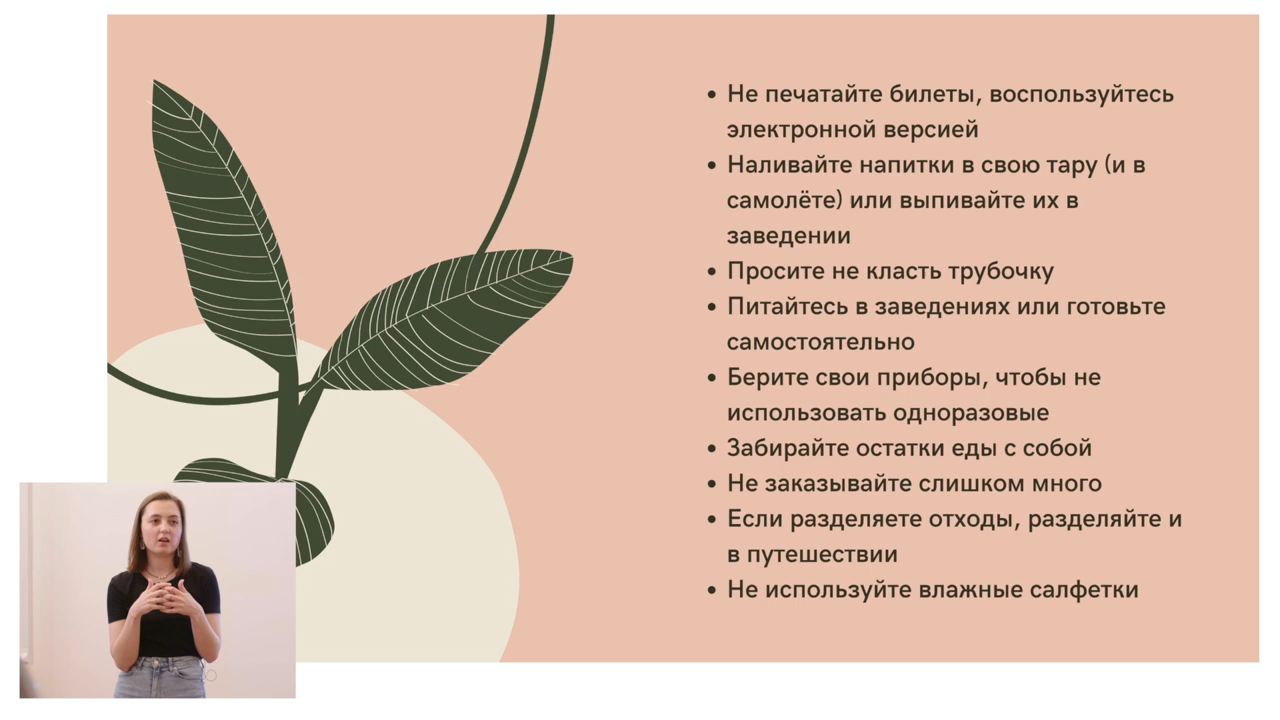 • Не печатайте билеты, воспользуйтесь
электронной версией
• Наливайте напитки в свою тару (и в
самолёте) или выпивайте их в
заведении
• Просите не класть трубочку
• Питайтесь в заведениях или готовьте
самостоятельно
• Берите свои приборы, чтобы не
использовать одноразовые
• Забирайте остатки еды с собой
• Не заказывайте слишком много
• Если разделяете отходы, разделяйте и
в путешествии
• Не используйте влажные салфетки